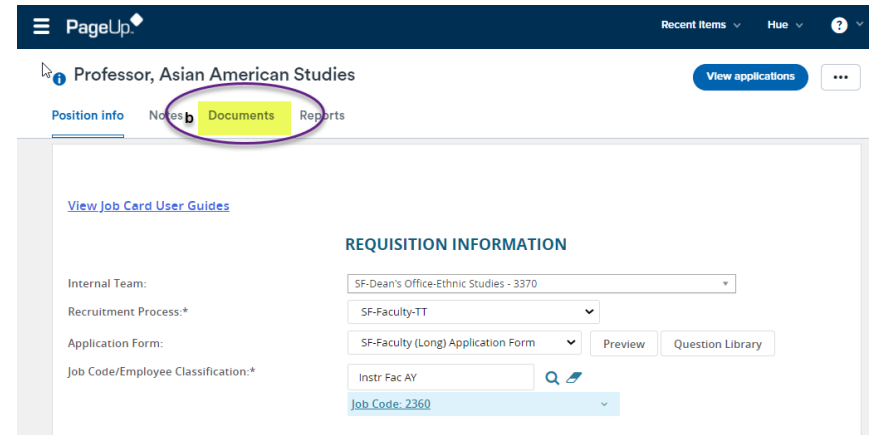 PageUp.
Recent Items Hue ?
Professor, Asian American Studies
View applications ...
Position info Notes b Documents Reports
View Job Card User Guides
REQUISITION INFORMATION
Internal Team: SF-Dean's Office-Ethnic Studies - 3370
Recruitment Process:* SF-Faculty-TT
Application Form: SF-Faculty (Long) Application Form Preview Question Library
Job Code/Employee Classification:* Instr Fac AY
Job Code: 2360